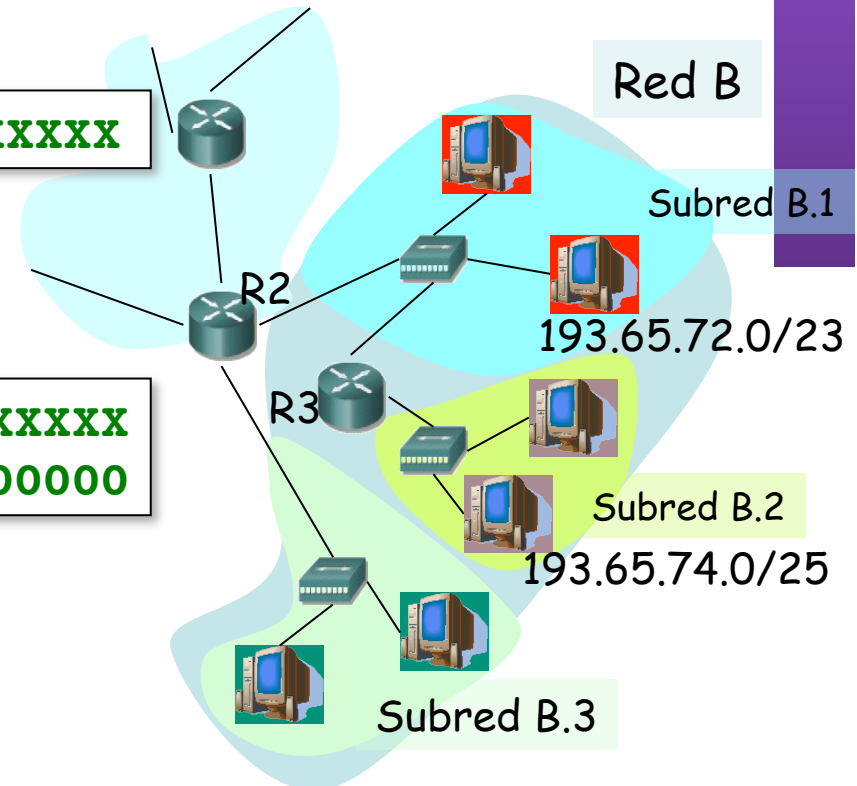 Red B
XXXXX
Subred B.1
R2
193.65.72.0/23
R3
XXXXX
00000
Subred B.2
193.65.74.0/25
Subred B.3